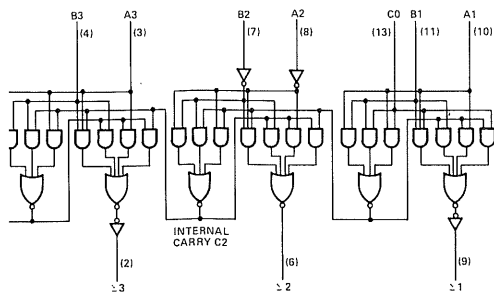 B3 A3 B2 A2 C0 B1 A1
(4) (3) (7) (8) (13) (11) (10)
INTERNAL
CARRY C2
(2) (6) (9)
Σ3 Σ2 Σ1